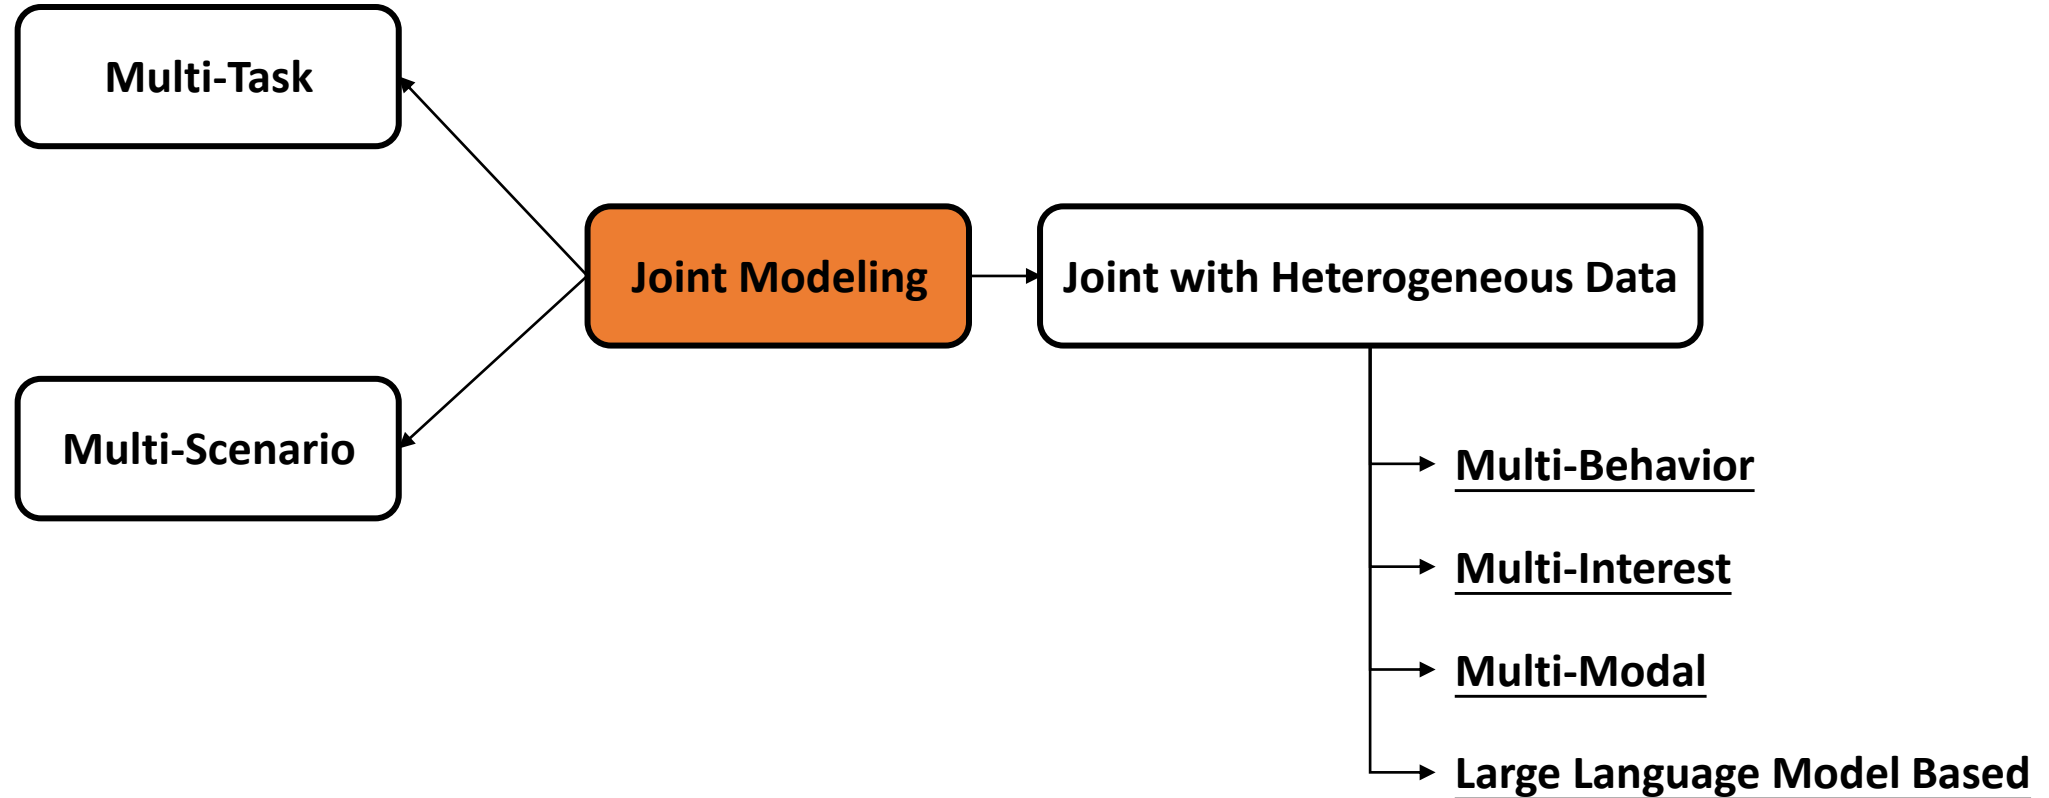 Multi-Task
Joint Modeling
Joint with Heterogeneous Data
Multi-Scenario
Multi-Behavior
Multi-Interest
Multi-Modal
Large Language Model Based